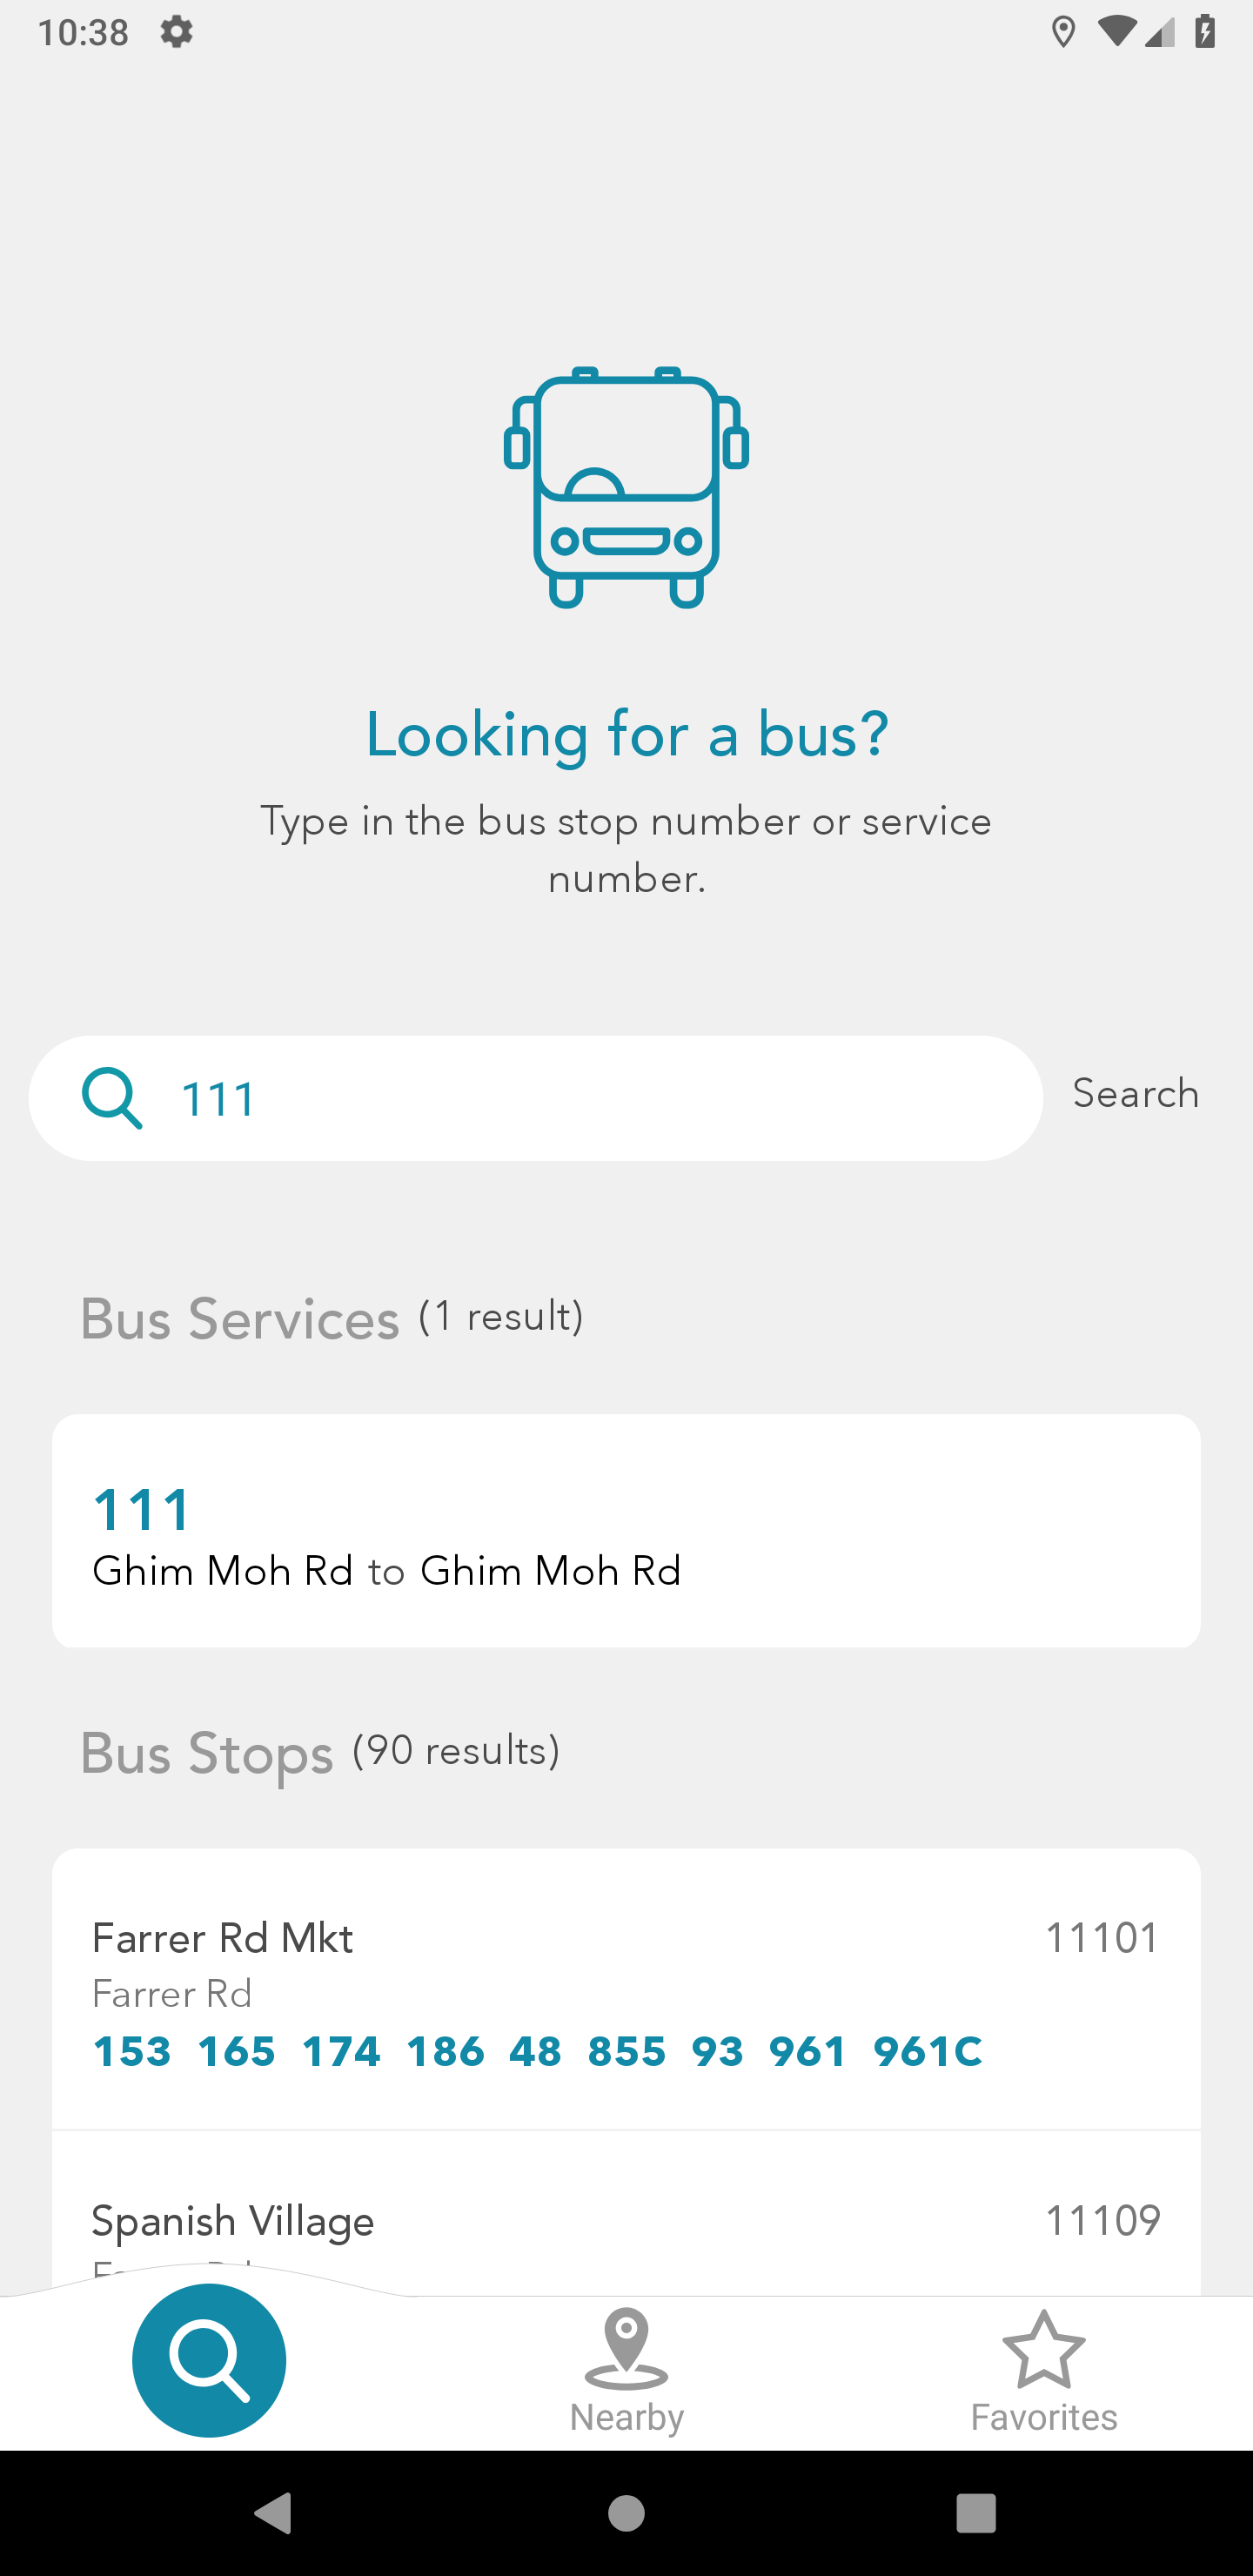 10:38
Looking for a bus?
Type in the bus stop number or service
number.
111
Search
Bus Services (1 result)
111
Ghim Moh Rd to Ghim Moh Rd
Bus Stops (90 results)
Farrer Rd Mkt 11101
Farrer Rd
153 165 174 186 48 855 93 961 961C
Spanish Village 11109
Nearby
Favorites